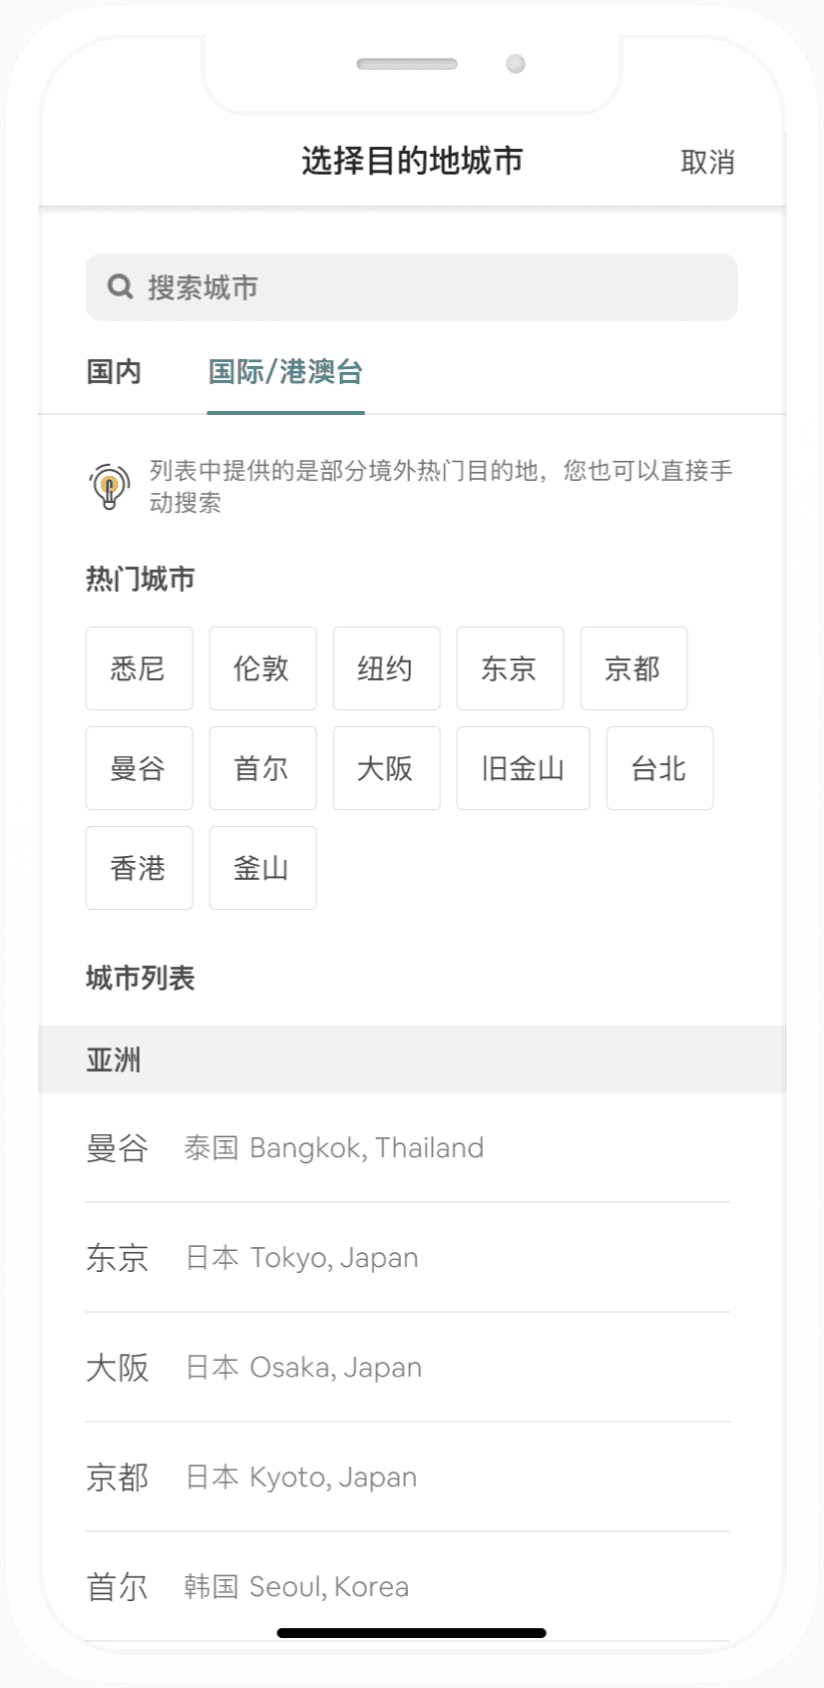 选择目的地城市 取消
搜索城市
国内 国际/港澳台
列表中提供的是部分境外热门目的地，您也可以直接手
动搜索
热门城市
悉尼 伦敦 纽约 东京 京都
曼谷 首尔 大阪 旧金山 台北
香港 釜山
城市列表
亚洲
曼谷 泰国 Bangkok, Thailand
东京 日本 Tokyo, Japan
大阪 日本 Osaka, Japan
京都 日本 Kyoto, Japan
首尔 韩国 Seoul, Korea